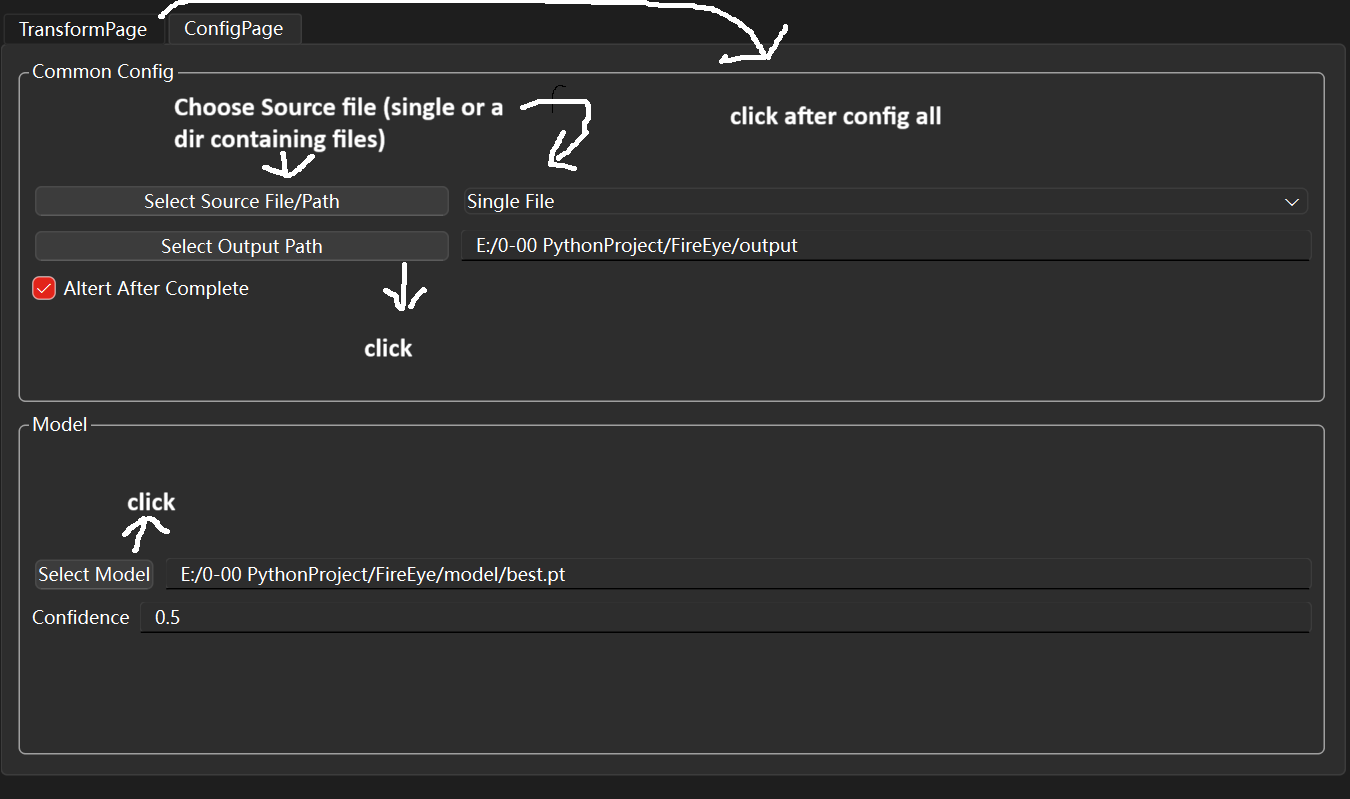 TransformPage ConfigPage
Common Config
Choose Source file (single or a
dir containing files)
click after config all
Select Source File/Path Single File
Select Output Path E:/0-00 PythonProject/FireEye/output
Altert After Complete
click
Model
click
Select Model E:/0-00 PythonProject/FireEye/model/best.pt
Confidence 0.5